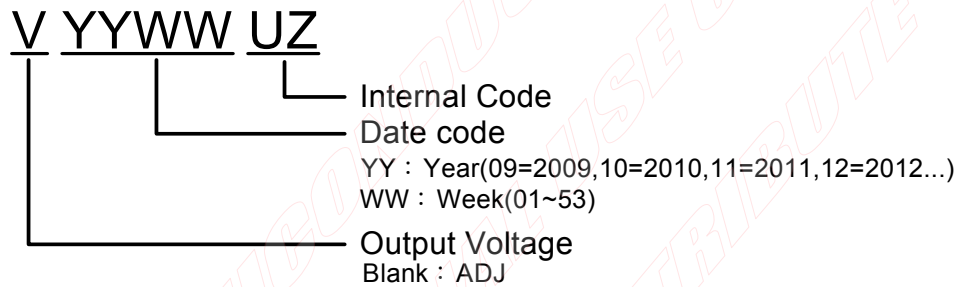 V YYWW UZ
Internal Code
Date code
YY：Year(09=2009,10=2010,11=2011,12=2012...)
WW：Week(01~53)
Output Voltage
Blank：ADJ